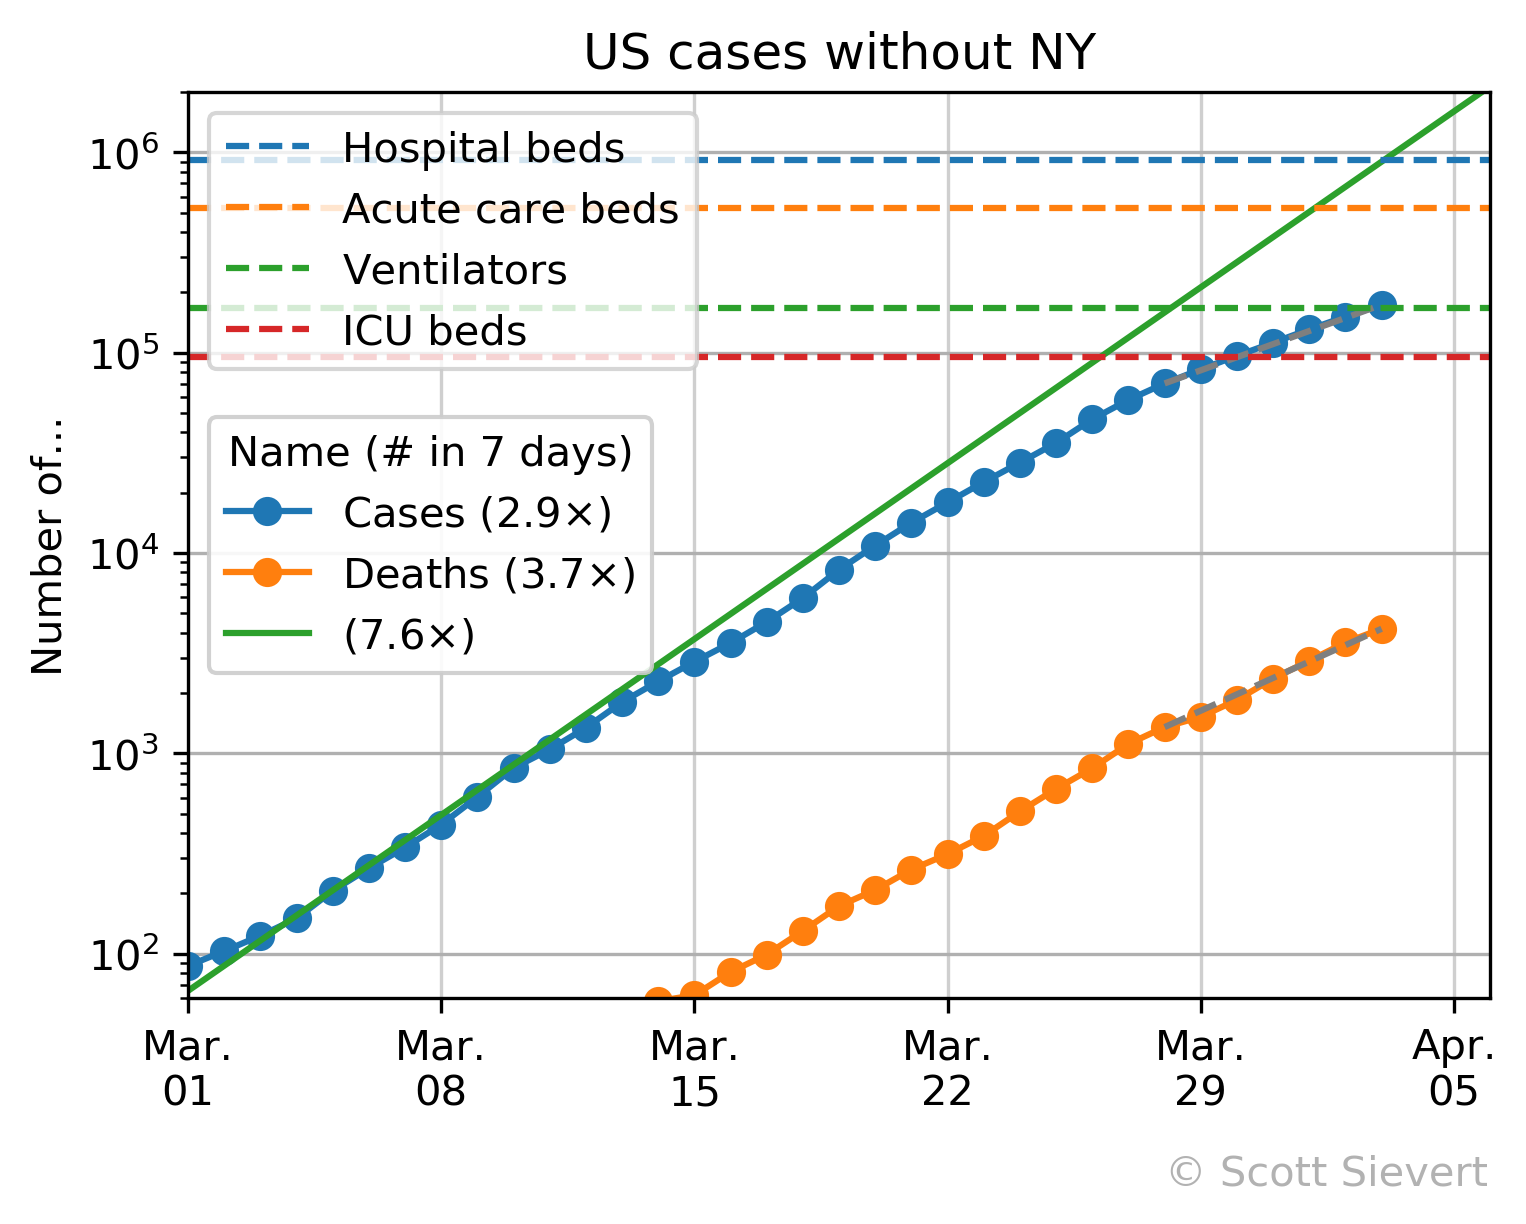 US cases without NY
Hospital beds
Acute care beds
Ventilators
ICU beds
Name (# in 7 days)
Cases (2.9×)
Deaths (3.7×)
(7.6×)
Number of...
10⁶
10⁵
10⁴
10³
10²
Mar.
01
Mar.
08
Mar.
15
Mar.
22
Mar.
29
Apr.
05
© Scott Sievert